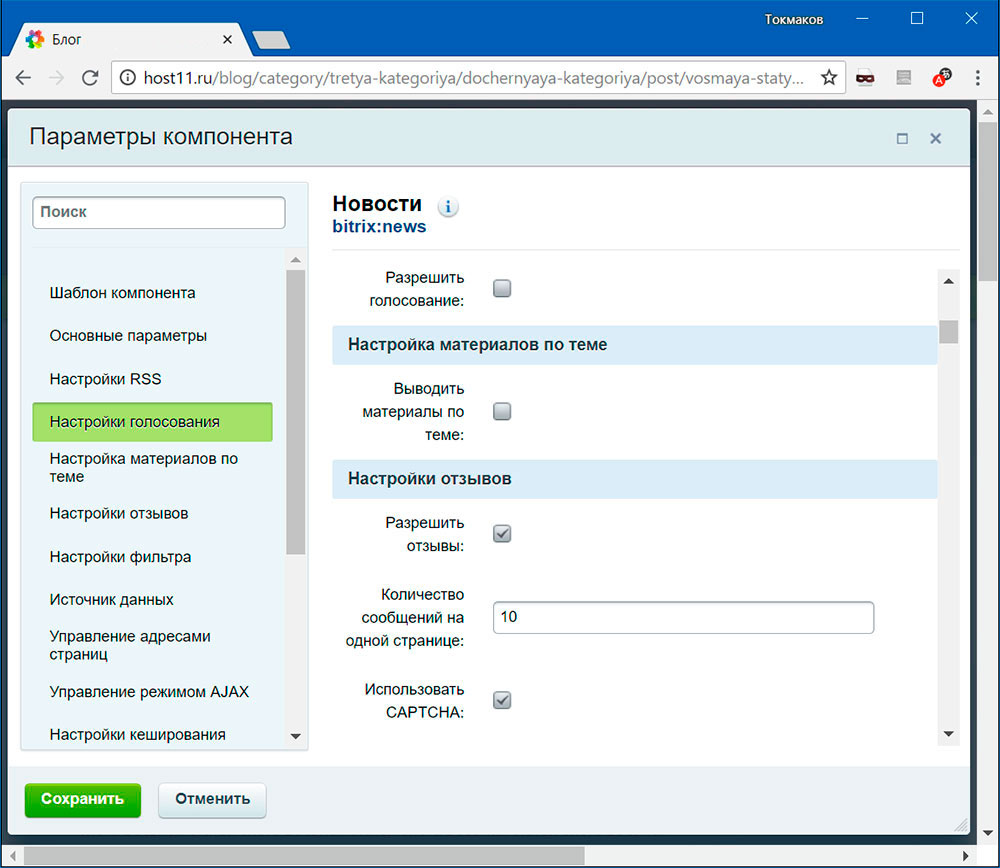 Токмаков
Блог
host11.ru/blog/category/tretya-kategoriya/dochernyaya-kategoriya/post/vosmaya-staty...
Параметры компонента
Поиск
Шаблон компонента
Основные параметры
Настройки RSS
Настройки голосования
Настройка материалов по
теме
Настройки отзывов
Настройки фильтра
Источник данных
Управление адресами
страниц
Управление режимом AJAX
Настройки кеширования
Новости
bitrix:news
Разрешить
голосование:
Настройка материалов по теме
Выводить
материалы по
теме:
Настройки отзывов
Разрешить
отзывы:
Количество
сообщений на
одной странице:
10
Использовать
CAPTCHA:
Сохранить
Отменить